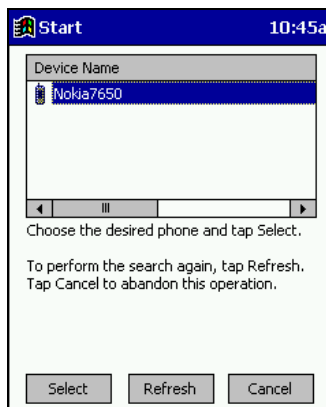 Start 10:45a
Device Name
Nokia7650
Choose the desired phone and tap Select.
To perform the search again, tap Refresh.
Tap Cancel to abandon this operation.
Select Refresh Cancel